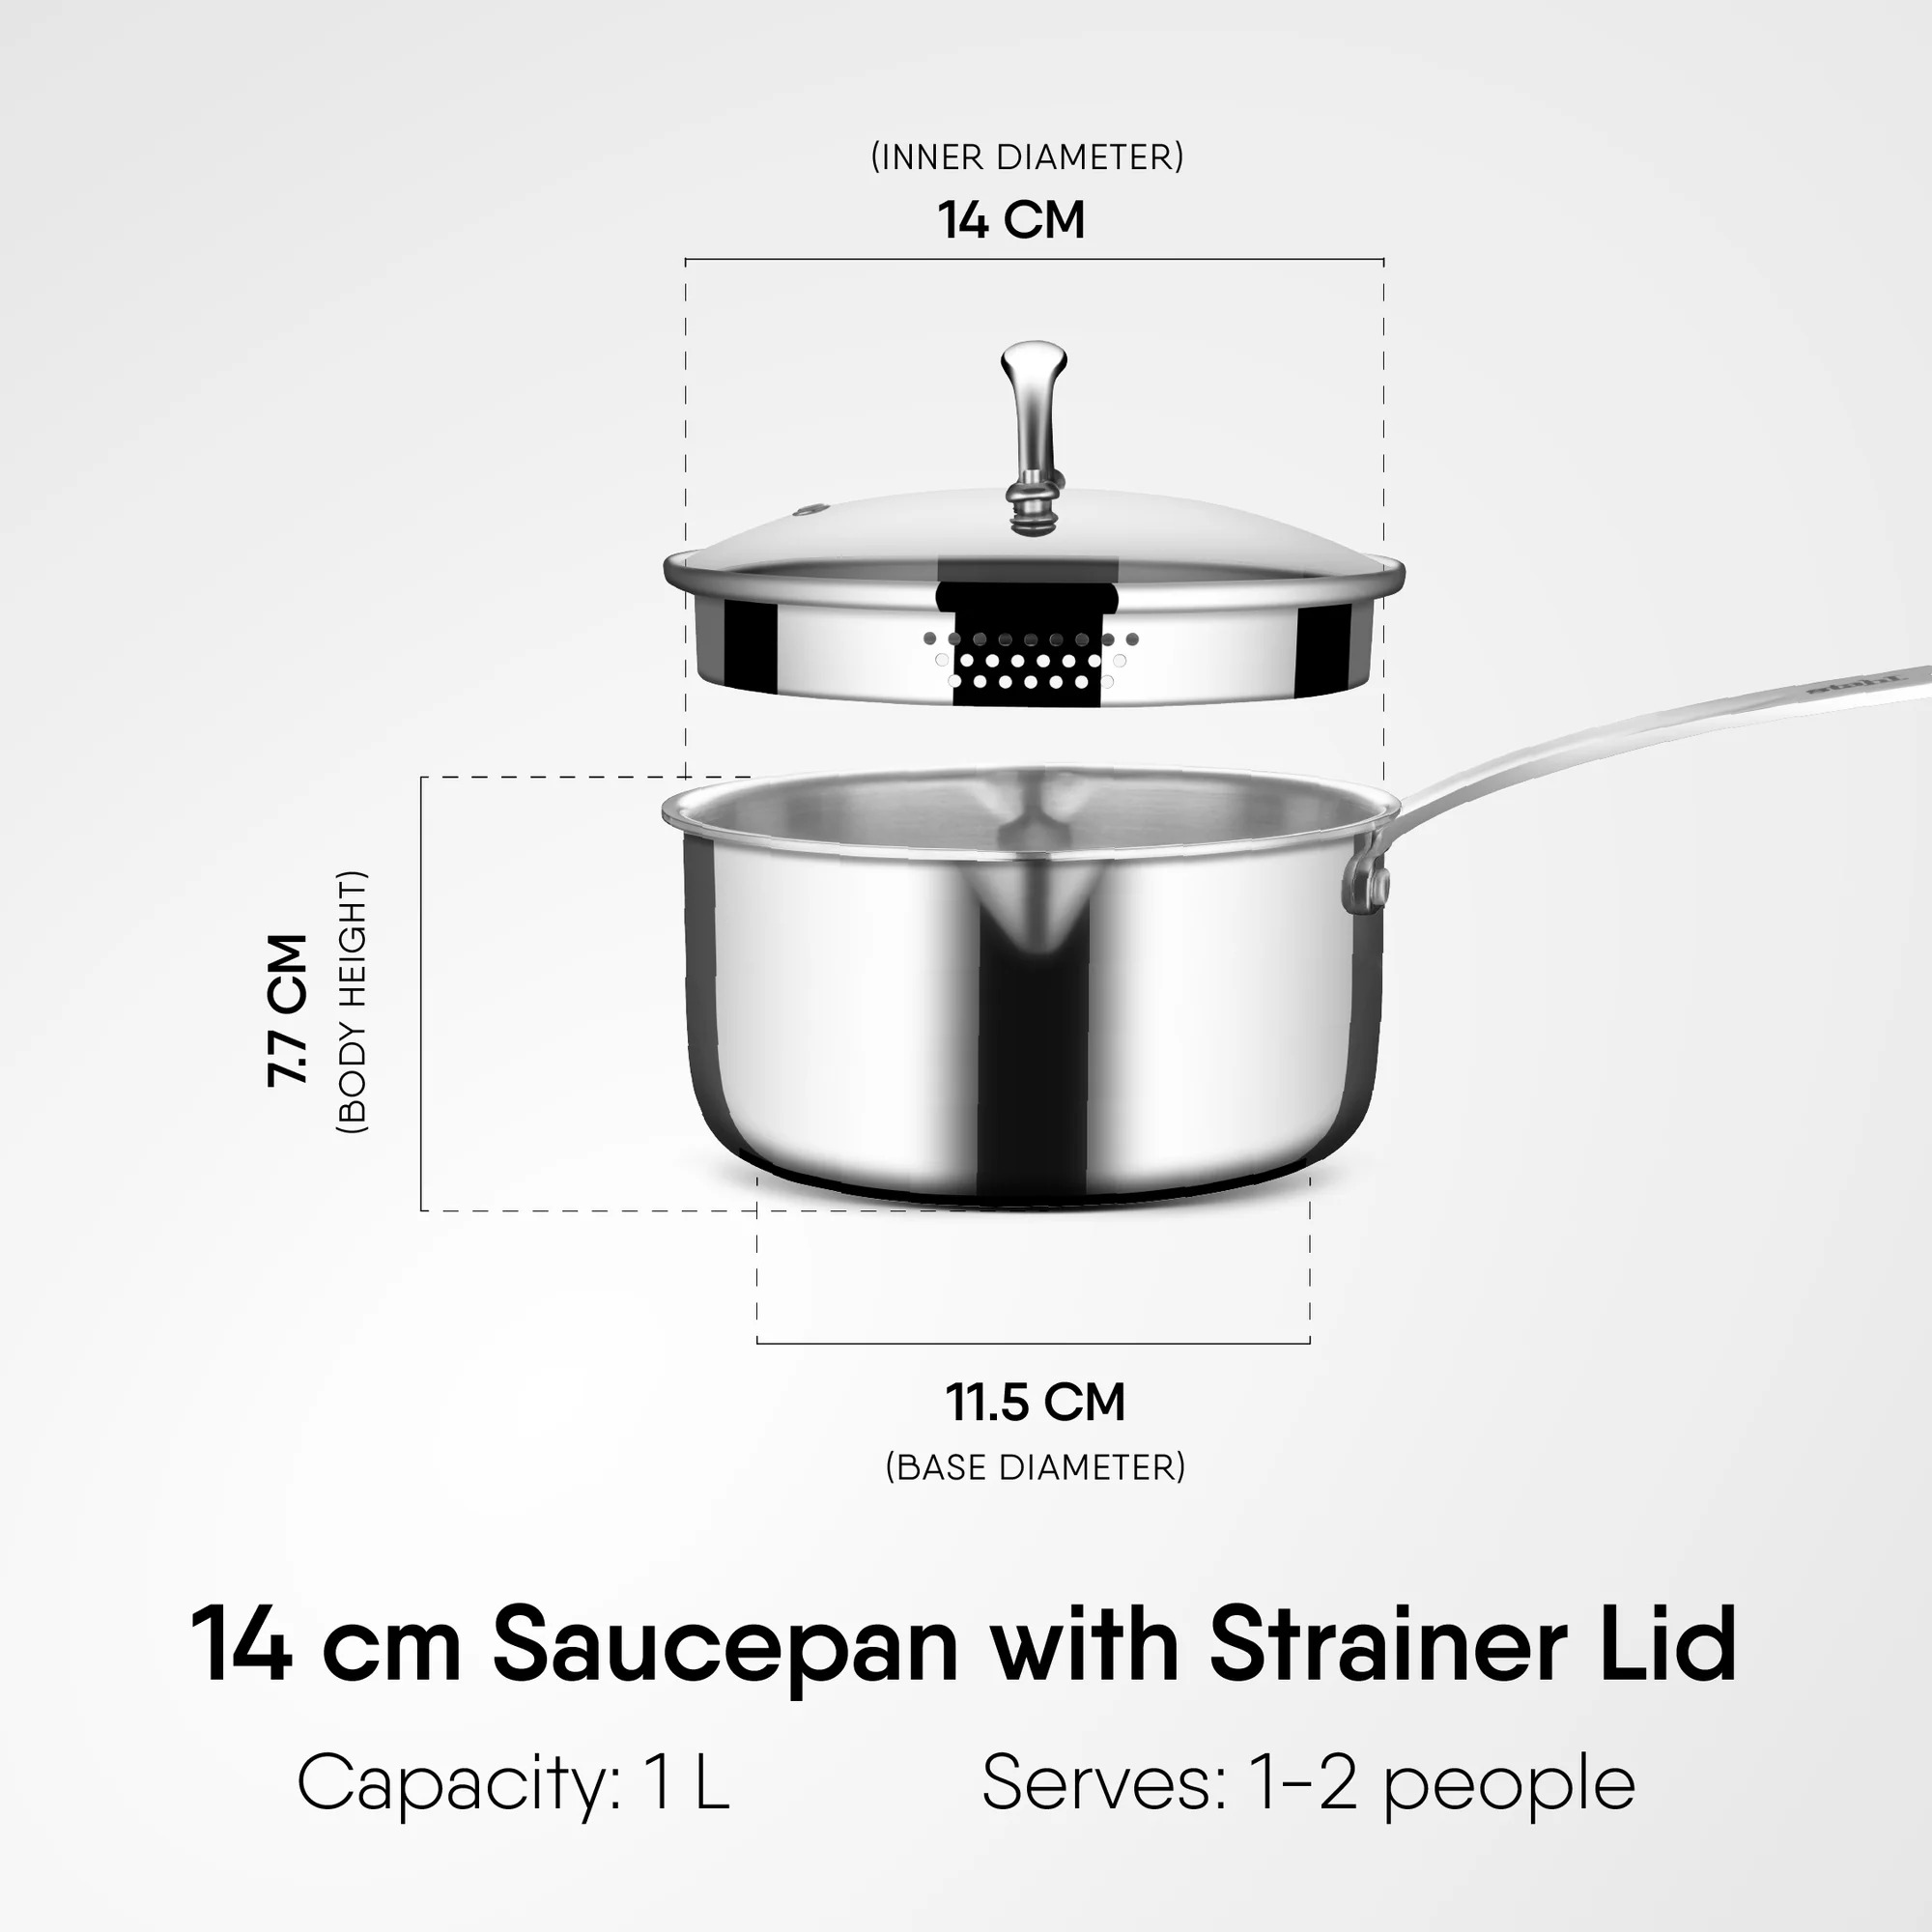 (INNER DIAMETER)
14 CM
stahl
7.7 CM
(BODY HEIGHT)
11.5 CM
(BASE DIAMETER)
14 cm Saucepan with Strainer Lid
Capacity: 1 L
Serves: 1–2 people